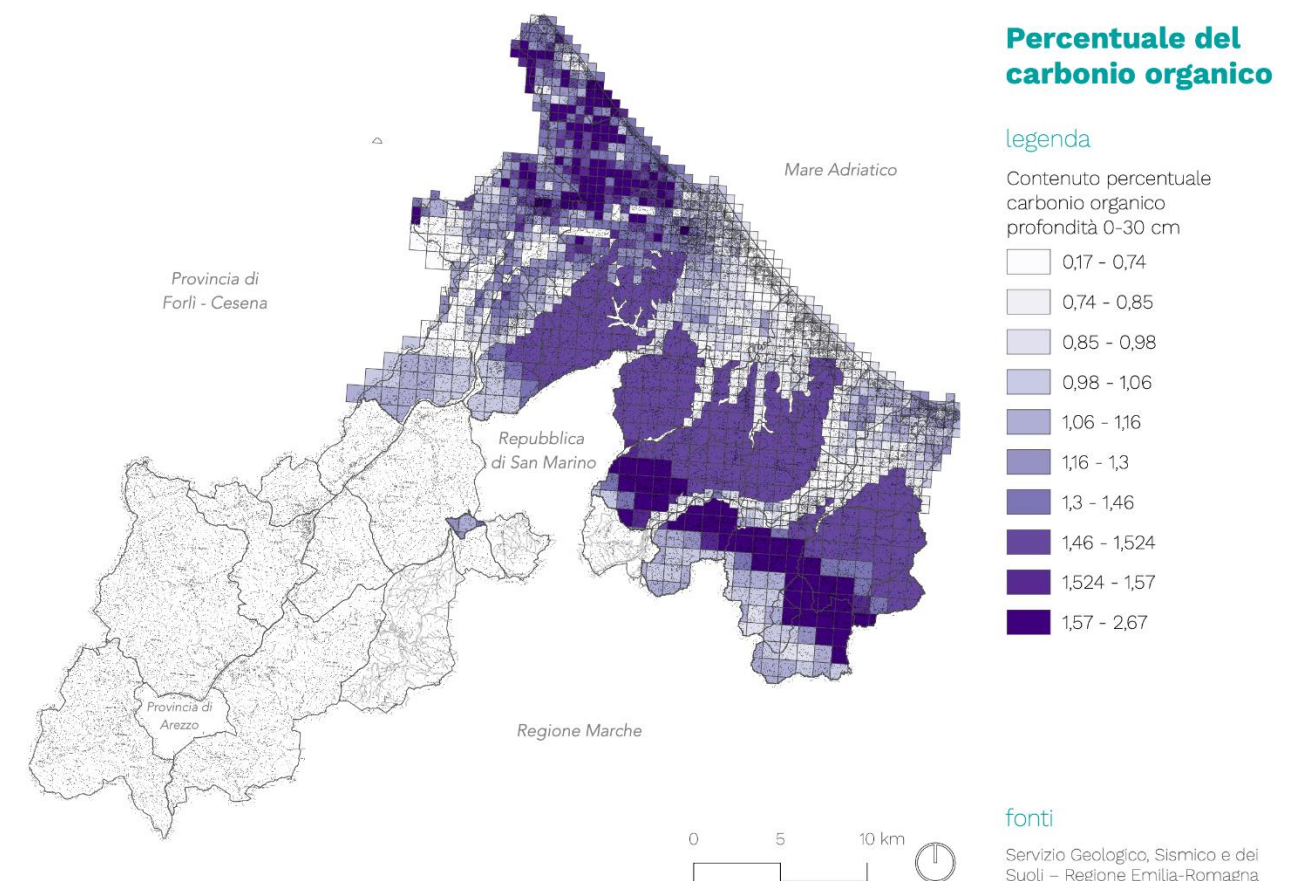 Percentuale del
carbonio organico
legenda
Contenuto percentuale
carbonio organico
profondità 0-30 cm
0,17 - 0,74
0,74 - 0,85
0,85 - 0,98
0,98 - 1,06
1,06 - 1,16
1,16 - 1,3
1,3 - 1,46
1,46 - 1,524
1,524 - 1,57
1,57 - 2,67
Mare Adriatico
Provincia di
Forlì - Cesena
Repubblica
di San Marino
Provincia di
Arezzo
Regione Marche
0 5 10 km
fonti
Servizio Geologico, Sismico e dei
Suoli – Regione Emilia-Romagna